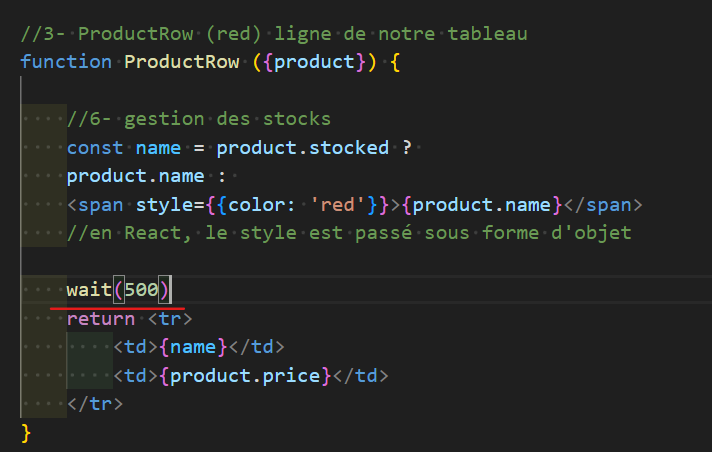 //3- ProductRow (red) ligne de notre tableau
function ProductRow ({product}) {
//6- gestion des stocks
const name = product.stocked ?
product.name :
<span style={{color: 'red'}}>{product.name}</span>
//en React, le style est passé sous forme d'objet
wait(500)
return <tr>
<td>{name}</td>
<td>{product.price}</td>
</tr>
}